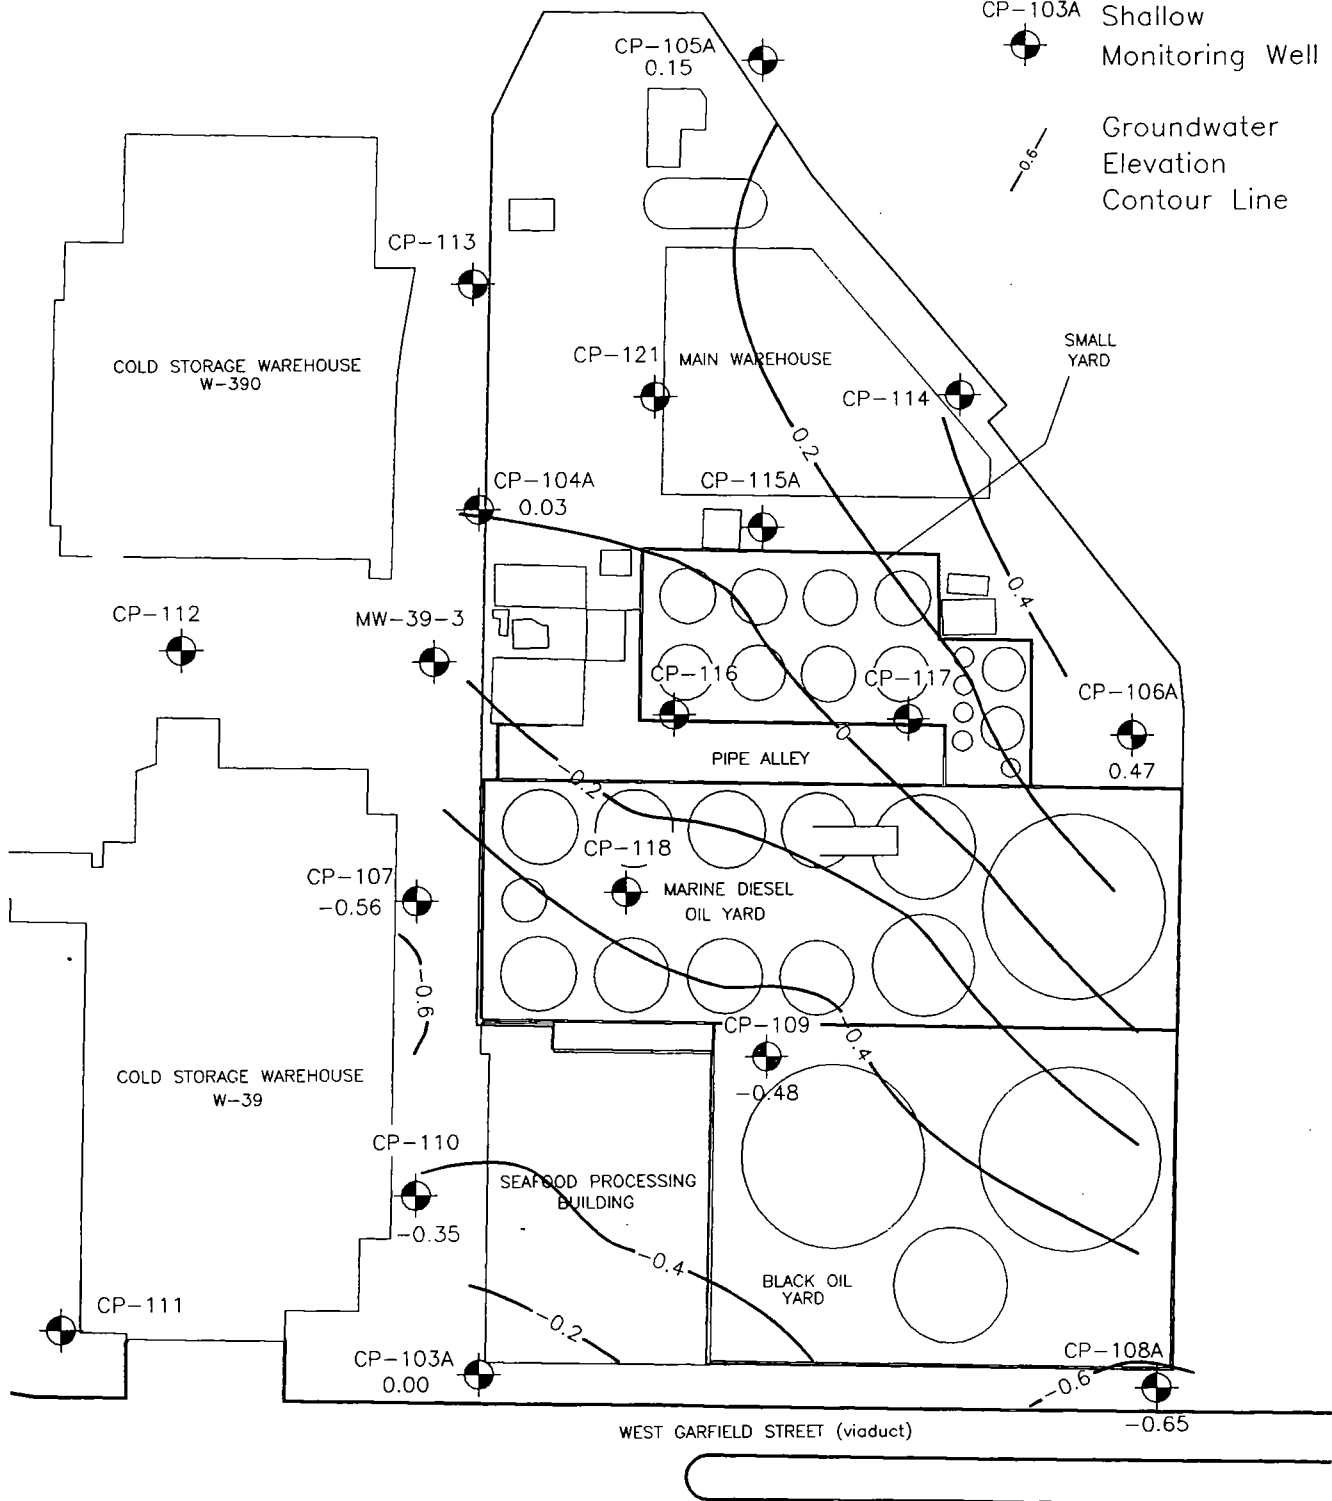 CP-103A Shallow
Monitoring Well
CP-105A
0.15
Groundwater
Elevation
Contour Line
-0.6-
CP-113
SMALL
YARD
CP-121
MAIN WAREHOUSE
COLD STORAGE WAREHOUSE
W-390
CP-114
0.2
CP-104A
0.03
CP-115A
0.4
CP-112
MW-39-3
CP-116
CP-117
CP-106A
0.47
0
PIPE ALLEY
-0.2
CP-118
CP-107
-0.56
MARINE DIESEL
OIL YARD
-0.6
CP-109
-0.48
-0.4
COLD STORAGE WAREHOUSE
W-39
CP-110
-0.35
SEAFOOD PROCESSING
BUILDING
-0.4
BLACK OIL
YARD
CP-111
-0.2
CP-103A
0.00
CP-108A
-0.6
-0.65
WEST GARFIELD STREET (viaduct)